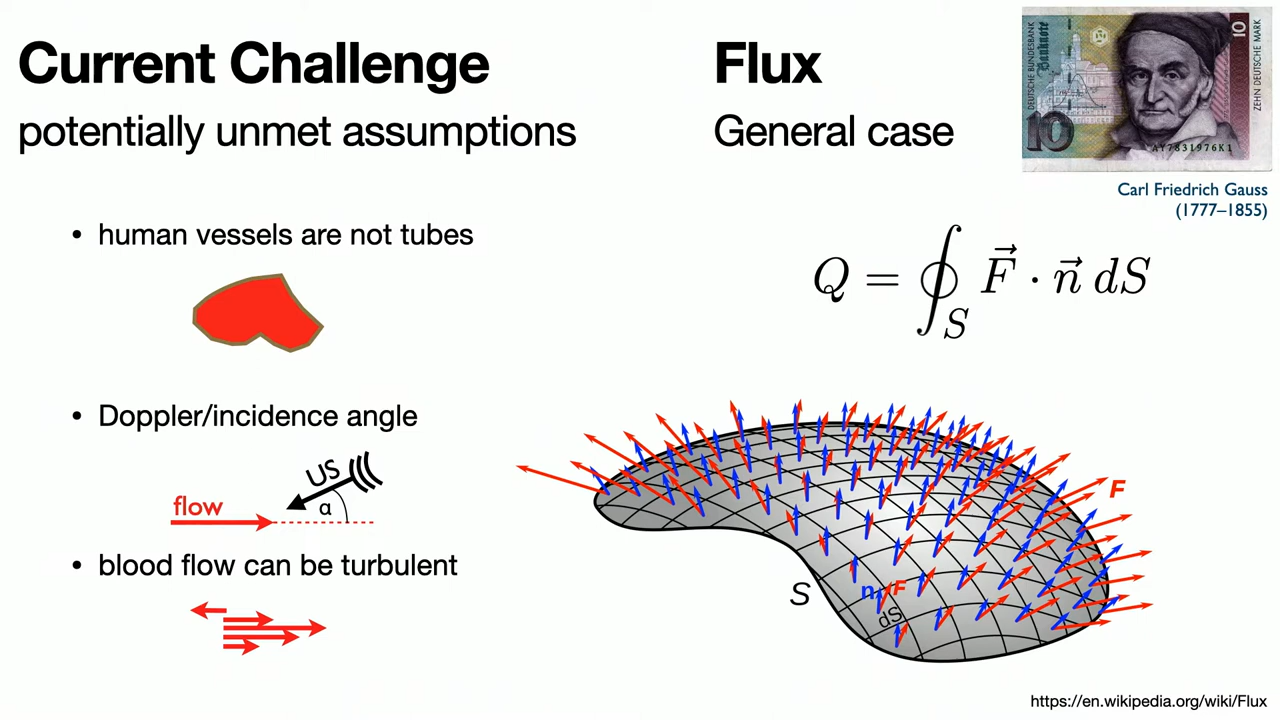 Current Challenge
potentially unmet assumptions
• human vessels are not tubes
• Doppler/incidence angle
US
flow
α
• blood flow can be turbulent
Flux
General case
DEUTSCHE BUNDESBANK
Banknote
10
10
ZEHN DEUTSCHE MARK
AY7831976K1
Carl Friedrich Gauss
(1777–1855)
Q = ∮_S F⃗ · n⃗ dS
F
S
n
F
dS
https://en.wikipedia.org/wiki/Flux